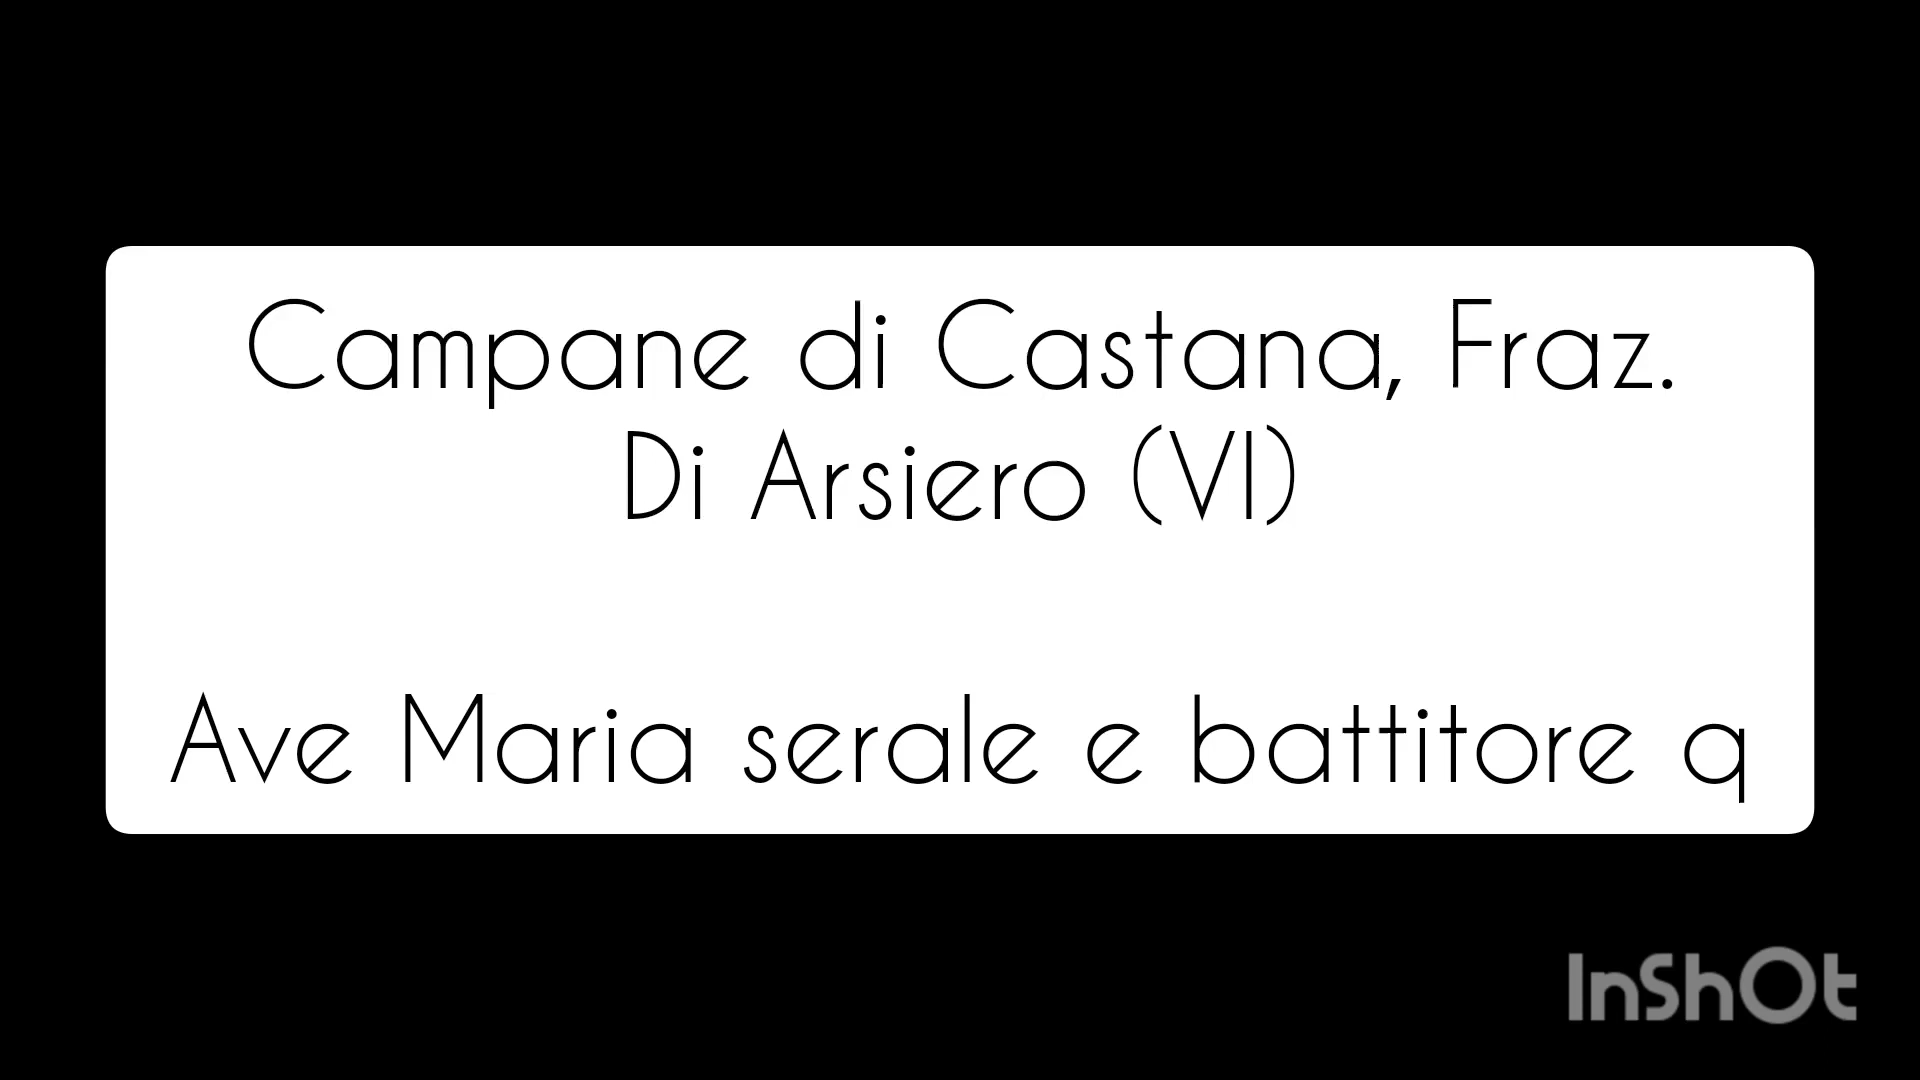 Campane di Castana, Fraz.
Di Arsiero (VI)
Ave Maria serale e battitore q
InShOt